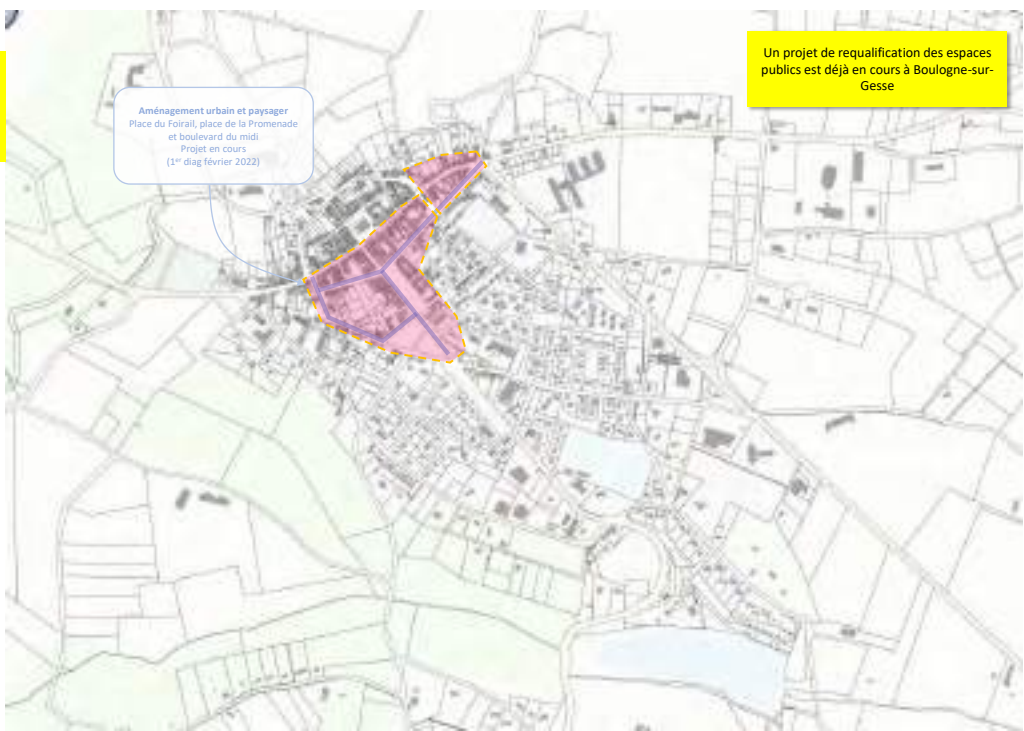 Un projet de requalification des espaces
publics est déjà en cours à Boulogne-sur-
Gesse
Aménagement urbain et paysager
Place du Foirail, place de la Promenade
et boulevard du midi
Projet en cours
(1er diag février 2022)